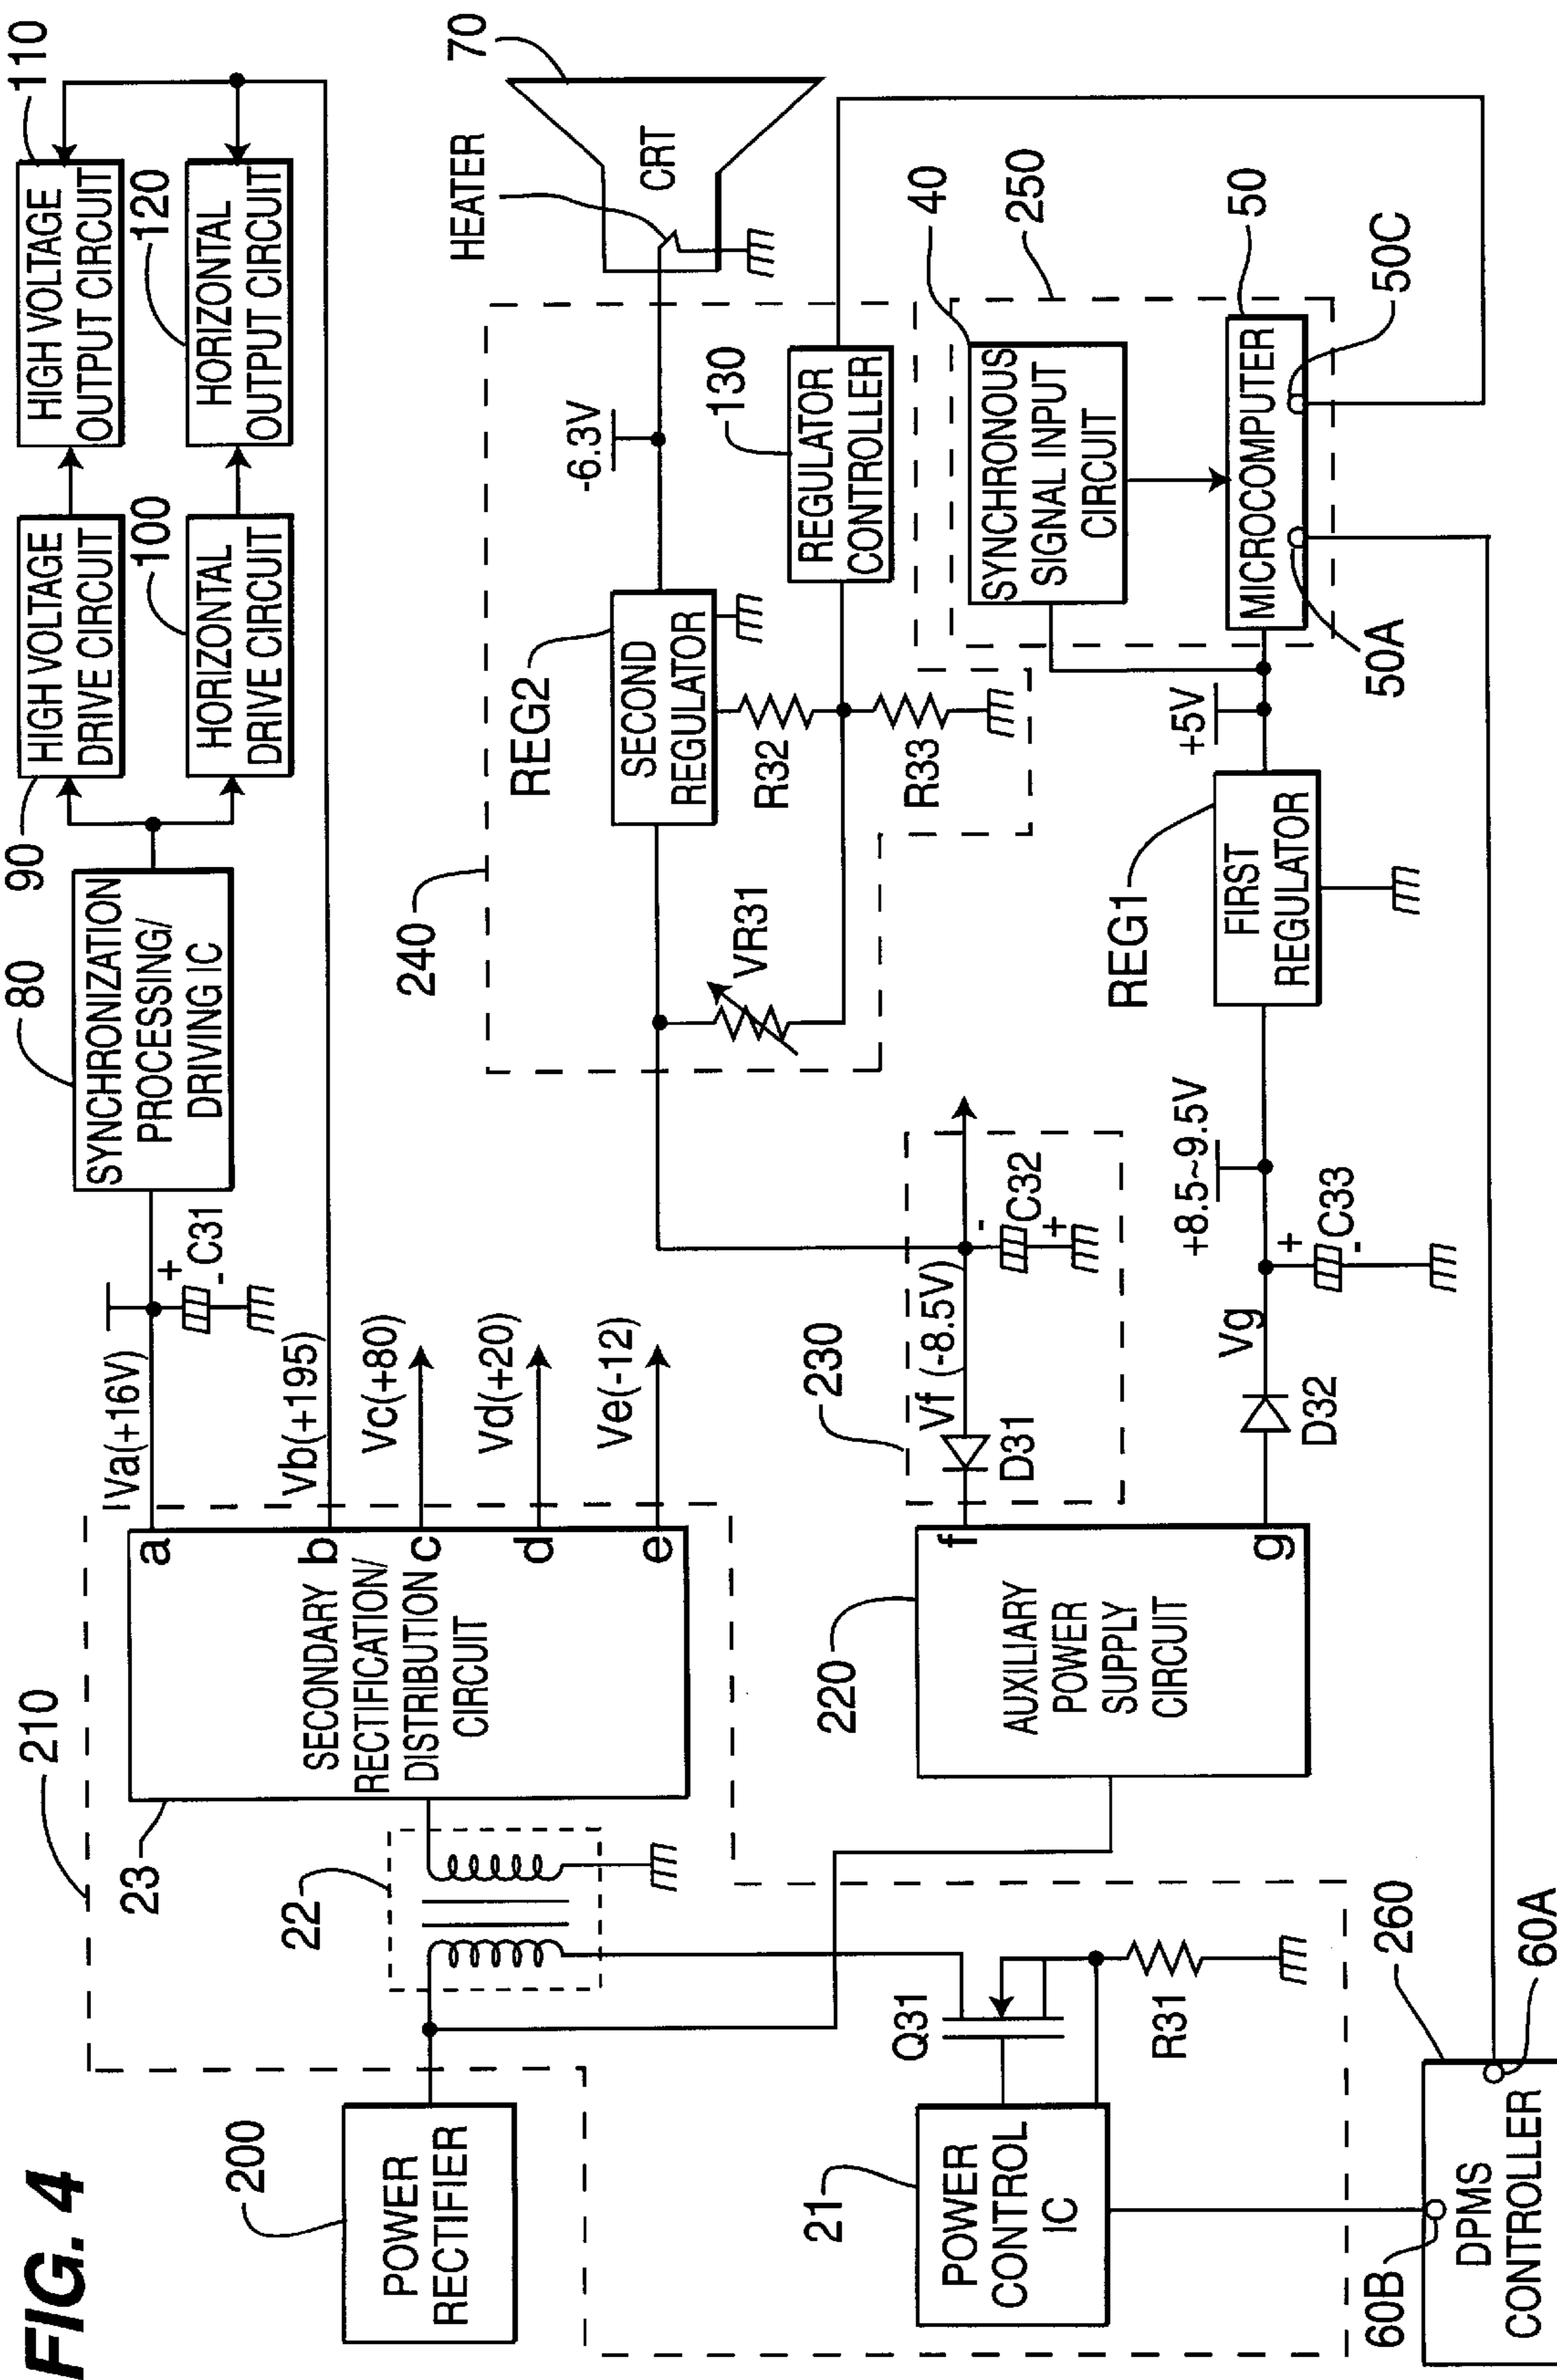 FIG. 4
200
POWER
RECTIFIER
210
22
23
SECONDARY
RECTIFICATION/
DISTRIBUTION
CIRCUIT
a
b
c
d
e
Va(+16V)
Vb(+195)
Vc(+80)
Vd(+20)
Ve(-12)
+
C31
-
80
SYNCHRONIZATION
PROCESSING/
DRIVING IC
90
HIGH VOLTAGE
DRIVE CIRCUIT
100
HORIZONTAL
DRIVE CIRCUIT
110
HIGH VOLTAGE
OUTPUT CIRCUIT
120
HORIZONTAL
OUTPUT CIRCUIT
240
REG2
SECOND
REGULATOR
-6.3V
HEATER
CRT
70
VR31
R32
R33
130
REGULATOR
CONTROLLER
21
POWER
CONTROL
IC
Q31
R31
220
AUXILIARY
POWER
SUPPLY
CIRCUIT
f
g
230
Vf (-8.5V)
D31
-
C32
+
Vg
D32
+8.5~9.5V
+
C33
-
REG1
FIRST
REGULATOR
+5V
40
250
SYNCHRONOUS
SIGNAL INPUT
CIRCUIT
50
MICROCOMPUTER
50A
50C
60B
260
60A
DPMS
CONTROLLER